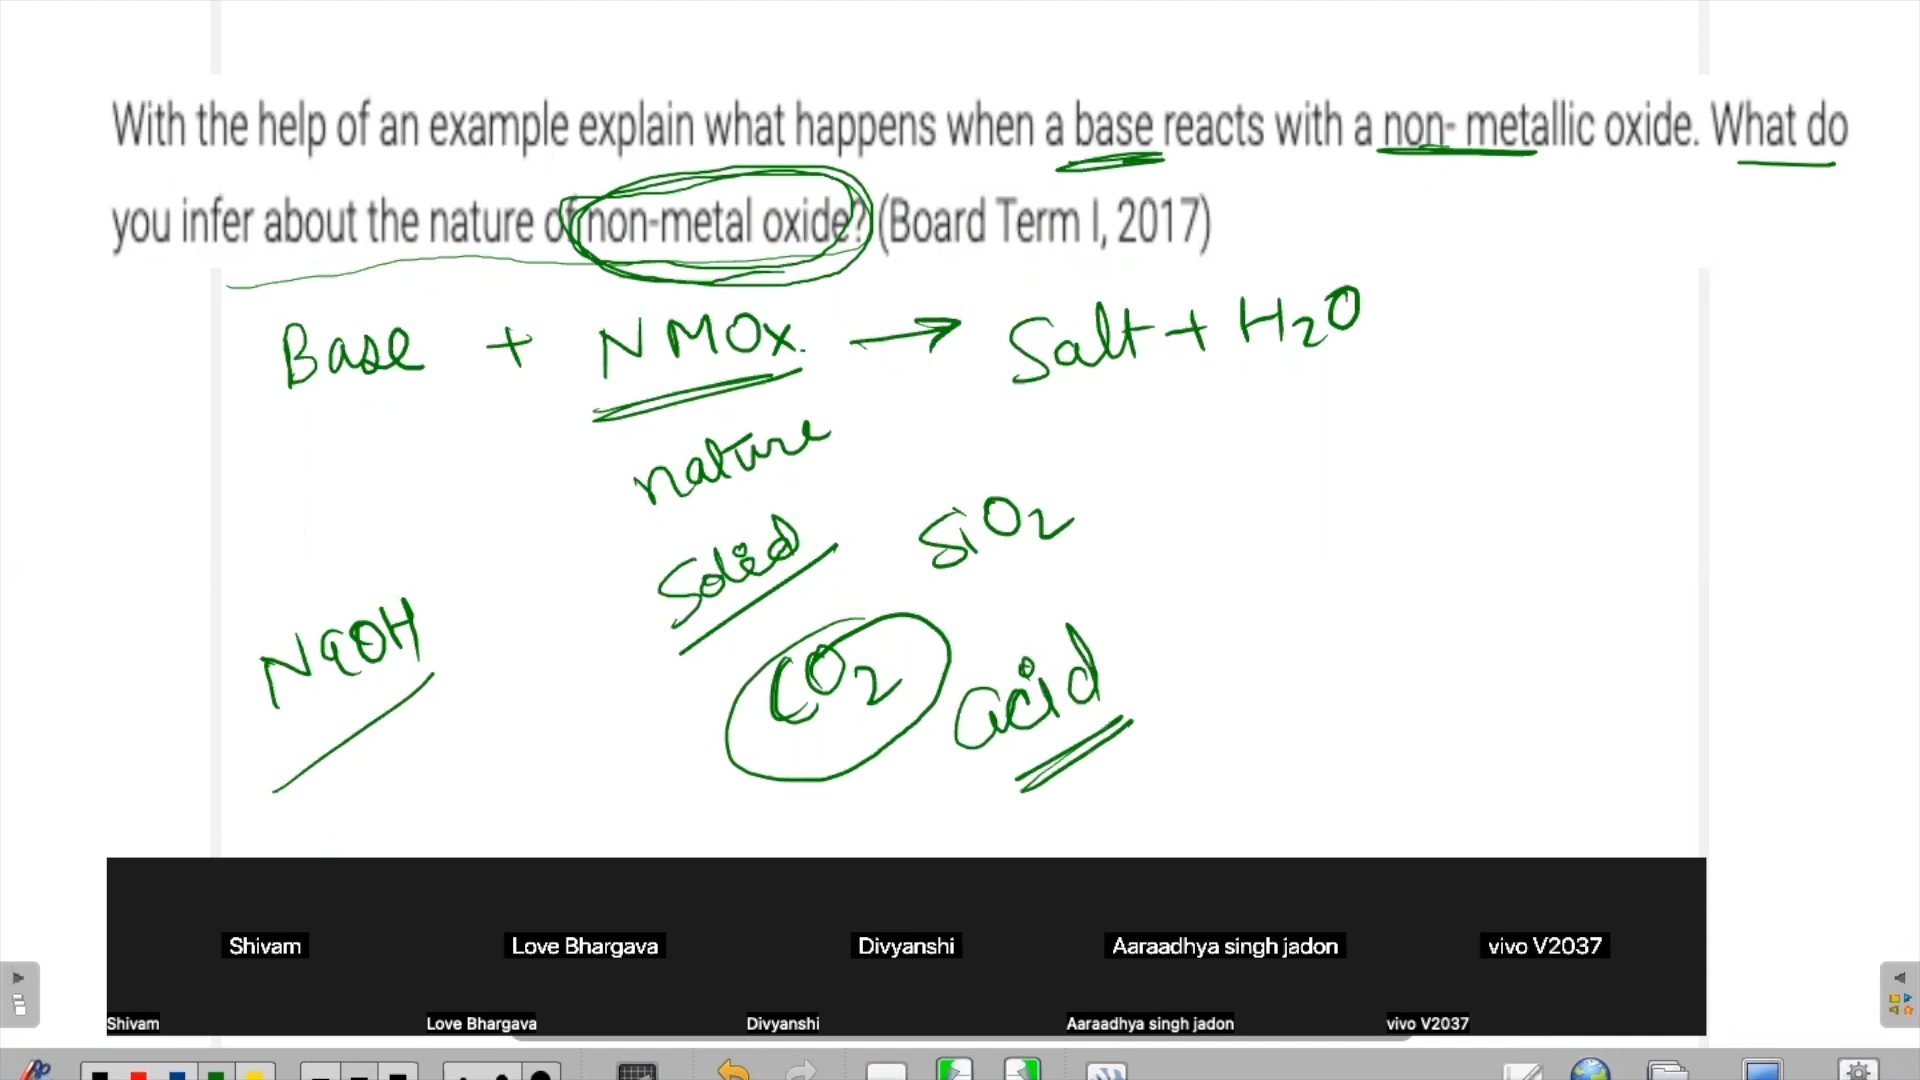 With the help of an example explain what happens when a base reacts with a non- metallic oxide. What do
you infer about the nature of non-metal oxide? (Board Term I, 2017)
Base + NMOx. → Salt + H2O
nature
Solid SiO2
NaOH CO2 acid
Shivam Love Bhargava Divyanshi Aaraadhya singh jadon vivo V2037
Shivam Love Bhargava Divyanshi Aaraadhya singh jadon vivo V2037